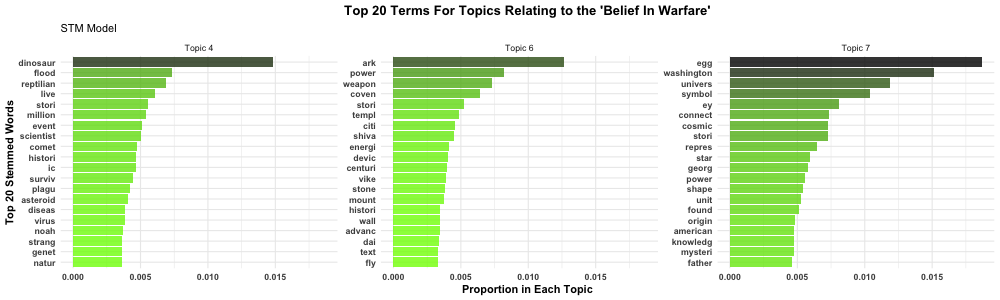 Top 20 Terms For Topics Relating to the 'Belief In Warfare'
STM Model
Top 20 Stemmed Words
Topic 4
dinosaur
flood
reptilian
live
stori
million
event
scientist
comet
histori
ic
surviv
plagu
asteroid
diseas
virus
noah
strang
genet
natur
0.000 0.005 0.010 0.015
Topic 6
ark
power
weapon
coven
stori
templ
citi
shiva
energi
devic
centuri
vike
stone
mount
histori
wall
advanc
dai
text
fly
0.000 0.005 0.010 0.015
Topic 7
egg
washington
univers
symbol
ey
connect
cosmic
stori
repres
star
georg
power
shape
unit
found
origin
american
knowledg
mysteri
father
0.000 0.005 0.010 0.015
Proportion in Each Topic